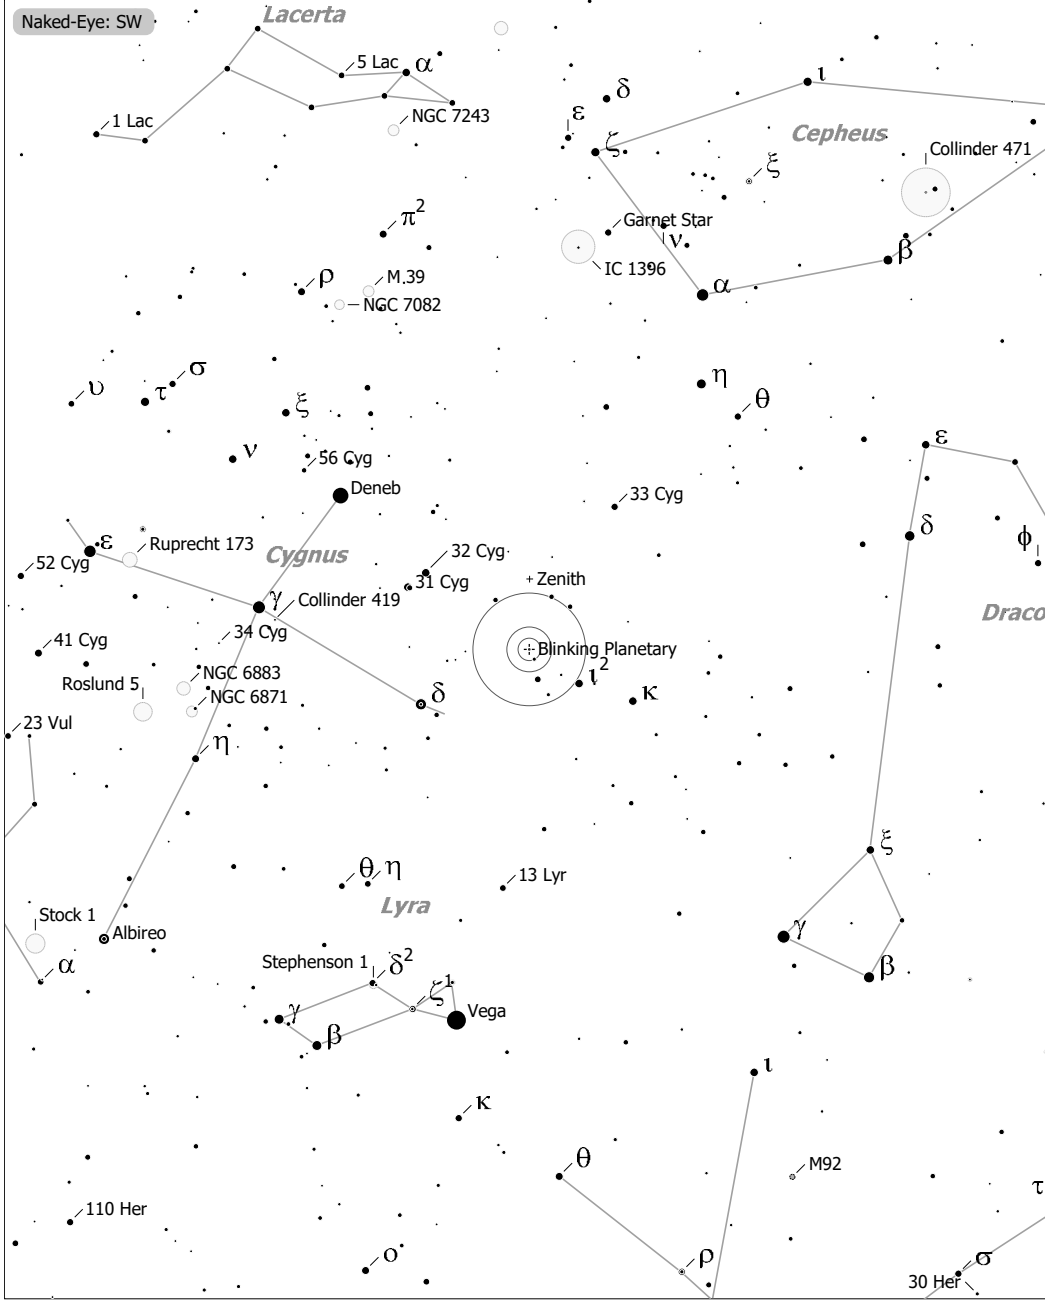 Naked-Eye: SW
Lacerta
5 Lac
α
ι
δ
ε
NGC 7243
1 Lac
ζ
Cepheus
Collinder 471
ξ
π²
Garnet Star
ν
β
IC 1396
ρ
M.39
α
NGC 7082
σ
υ
τ
ξ
η
θ
ν
56 Cyg
ε
Deneb
33 Cyg
δ
ε
Ruprecht 173
Cygnus
32 Cyg
φ
52 Cyg
31 Cyg
Zenith
γ
Collinder 419
Draco
34 Cyg
41 Cyg
Blinking Planetary
NGC 6883
ι²
Roslund 5
NGC 6871
δ
κ
23 Vul
η
ξ
θ
η
13 Lyr
Lyra
Stock 1
Albireo
γ
α
Stephenson 1
δ²
β
ζ¹
γ
Vega
β
ι
κ
θ
M92
τ
110 Her
ο
ρ
σ
30 Her